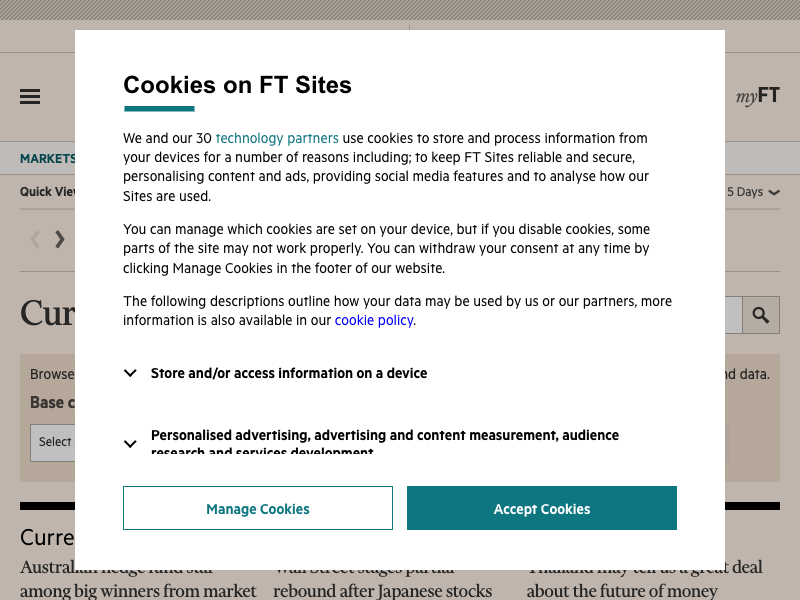 Cookies on FT Sites
We and our 30 technology partners use cookies to store and process information from
your devices for a number of reasons including; to keep FT Sites reliable and secure,
personalising content and ads, providing social media features and to analyse how our
Sites are used.
You can manage which cookies are set on your device, but if you disable cookies, some
parts of the site may not work properly. You can withdraw your consent at any time by
clicking Manage Cookies in the footer of our website.
The following descriptions outline how your data may be used by us or our partners, more
information is also available in our cookie policy.
Store and/or access information on a device
Personalised advertising, advertising and content measurement, audience
research and services development
Manage Cookies
Accept Cookies
myFT
MARKETS
Quick View
5 Days
Browse
data.
Base
Select
Australian hedge fund star
among big winners from market
Wall Street stages partial
rebound after Japanese stocks
Thailand may tell us a great deal
about the future of money